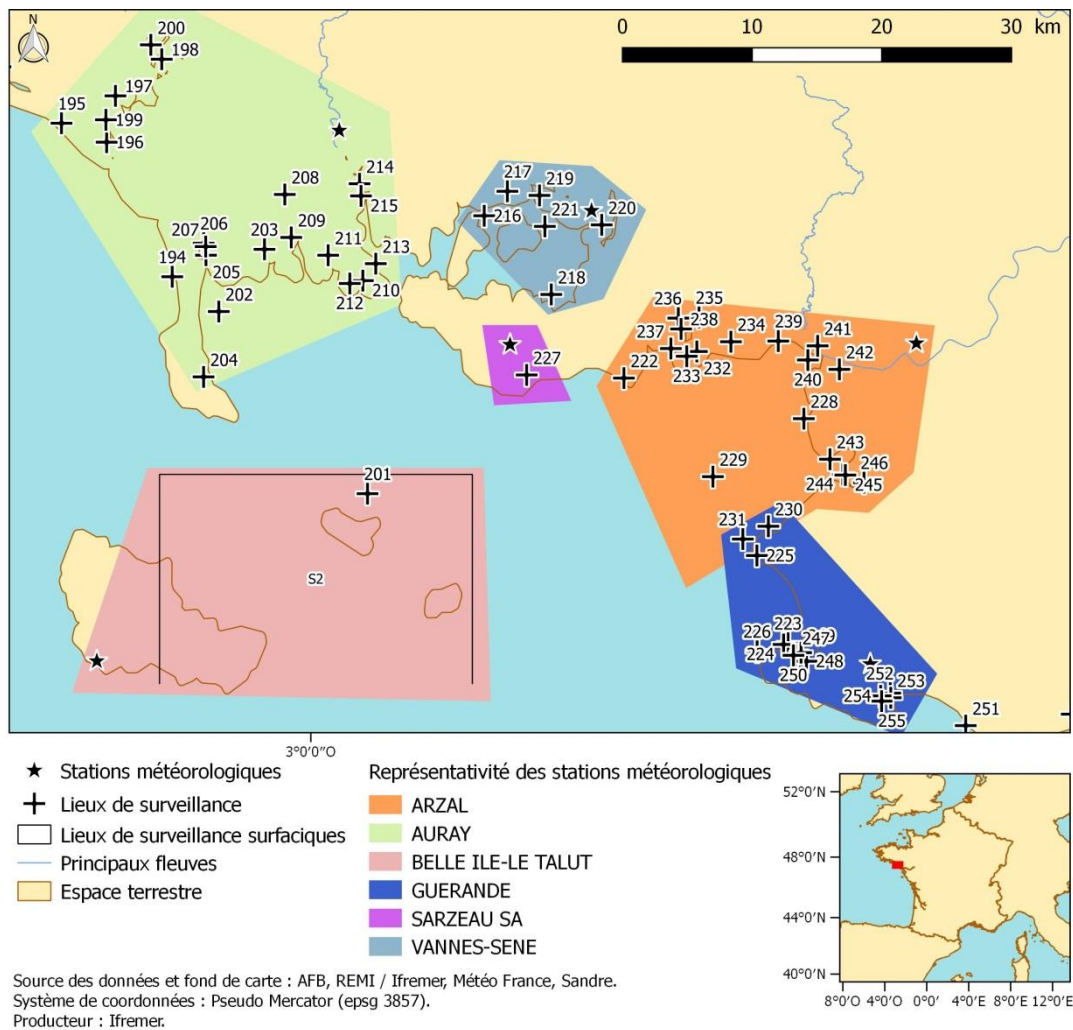 N
0 10 20 30 km
200
198
197
195
199
196
214
208
215
217
219
216
221
220
206
207
203
209
211
213
205
194
210
212
218
202
236
235
238
234
239
241
237
227
222
232
242
233
240
204
228
243
201
229
246
244
245
230
231
225
S2
223
226
247
224
248
250
252
253
254
251
255
3°0'0"O
Stations météorologiques
Lieux de surveillance
Lieux de surveillance surfaciques
Principaux fleuves
Espace terrestre
Représentativité des stations météorologiques
ARZAL
AURAY
BELLE ILE-LE TALUT
GUERANDE
SARZEAU SA
VANNES-SENE
52°0'N
48°0'N
44°0'N
40°0'N
8°0'O 4°0'O 0°0' 4°0'E 8°0'E 12°0'E
Source des données et fond de carte : AFB, REMI / Ifremer, Météo France, Sandre.
Système de coordonnées : Pseudo Mercator (epsg 3857).
Producteur : Ifremer.